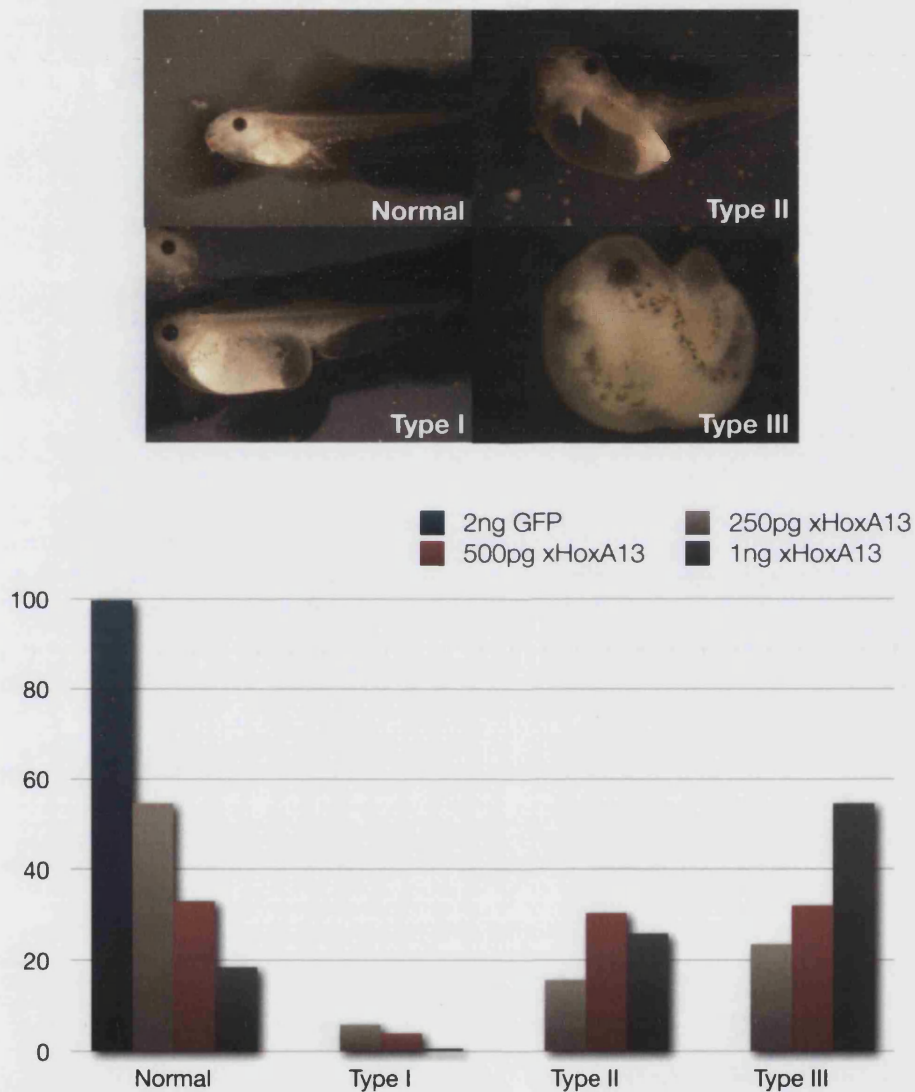 Normal
Type II
Type I
Type III
2ng GFP
250pg xHoxA13
500pg xHoxA13
1ng xHoxA13
100
80
60
40
20
0
Normal
Type I
Type II
Type III